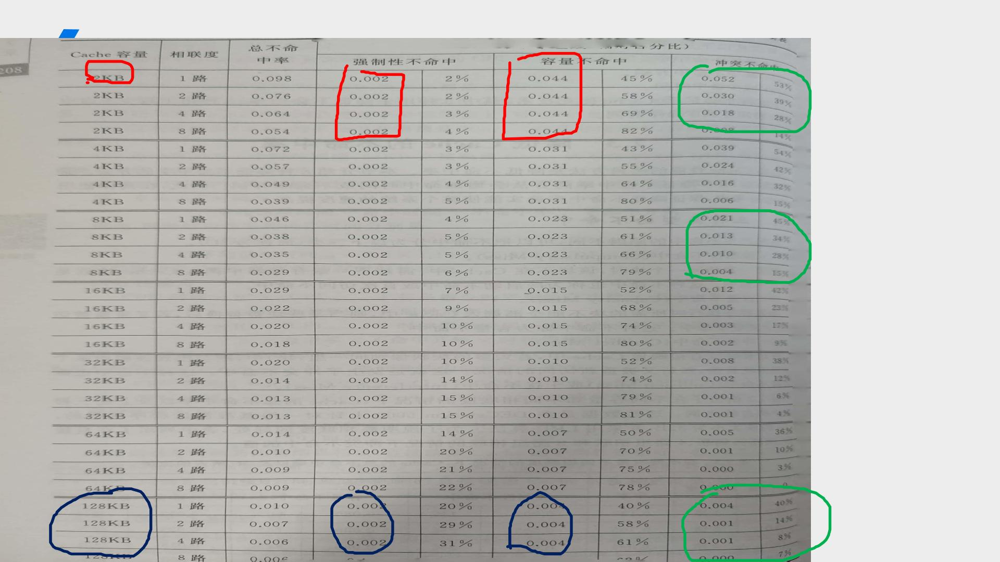 208
Cache 容量 相联度 总不命中率
分比）
强制性不命中 容量不命中 冲突不命中
2KB 1 路 0.098 0.002 2% 0.044 45% 0.052 53%
2KB 2 路 0.076 0.002 2% 0.044 58% 0.030 39%
2KB 4 路 0.064 0.002 3% 0.044 69% 0.018 28%
2KB 8 路 0.054 0.002 4% 0.044 82% 0.008 14%
4KB 1 路 0.072 0.002 3% 0.031 43% 0.039 54%
4KB 2 路 0.057 0.002 3% 0.031 55% 0.024 42%
4KB 4 路 0.049 0.002 4% 0.031 64% 0.016 32%
4KB 8 路 0.039 0.002 5% 0.031 80% 0.006 15%
8KB 1 路 0.046 0.002 4% 0.023 51% 0.021 45%
8KB 2 路 0.038 0.002 5% 0.023 61% 0.013 34%
8KB 4 路 0.035 0.002 5% 0.023 66% 0.010 28%
8KB 8 路 0.029 0.002 6% 0.023 79% 0.004 15%
16KB 1 路 0.029 0.002 7% 0.015 52% 0.012 42%
16KB 2 路 0.022 0.002 9% 0.015 68% 0.005 23%
16KB 4 路 0.020 0.002 10% 0.015 74% 0.003 17%
16KB 8 路 0.018 0.002 10% 0.015 80% 0.002 9%
32KB 1 路 0.020 0.002 10% 0.010 52% 0.008 38%
32KB 2 路 0.014 0.002 14% 0.010 74% 0.002 12%
32KB 4 路 0.013 0.002 15% 0.010 79% 0.001 6%
32KB 8 路 0.013 0.002 15% 0.010 81% 0.001 4%
64KB 1 路 0.014 0.002 14% 0.007 50% 0.005 36%
64KB 2 路 0.010 0.002 20% 0.007 70% 0.001 10%
64KB 4 路 0.009 0.002 21% 0.007 75% 0.000 3%
64KB 8 路 0.009 0.002 22% 0.007 78% 0.000 0
128KB 1 路 0.010 0.002 20% 0.004 40% 0.004 40%
128KB 2 路 0.007 0.002 29% 0.004 58% 0.001 14%
128KB 4 路 0.006 0.002 31% 0.004 61% 0.001 8%
128KB 8 路 0.006 0.000 7%